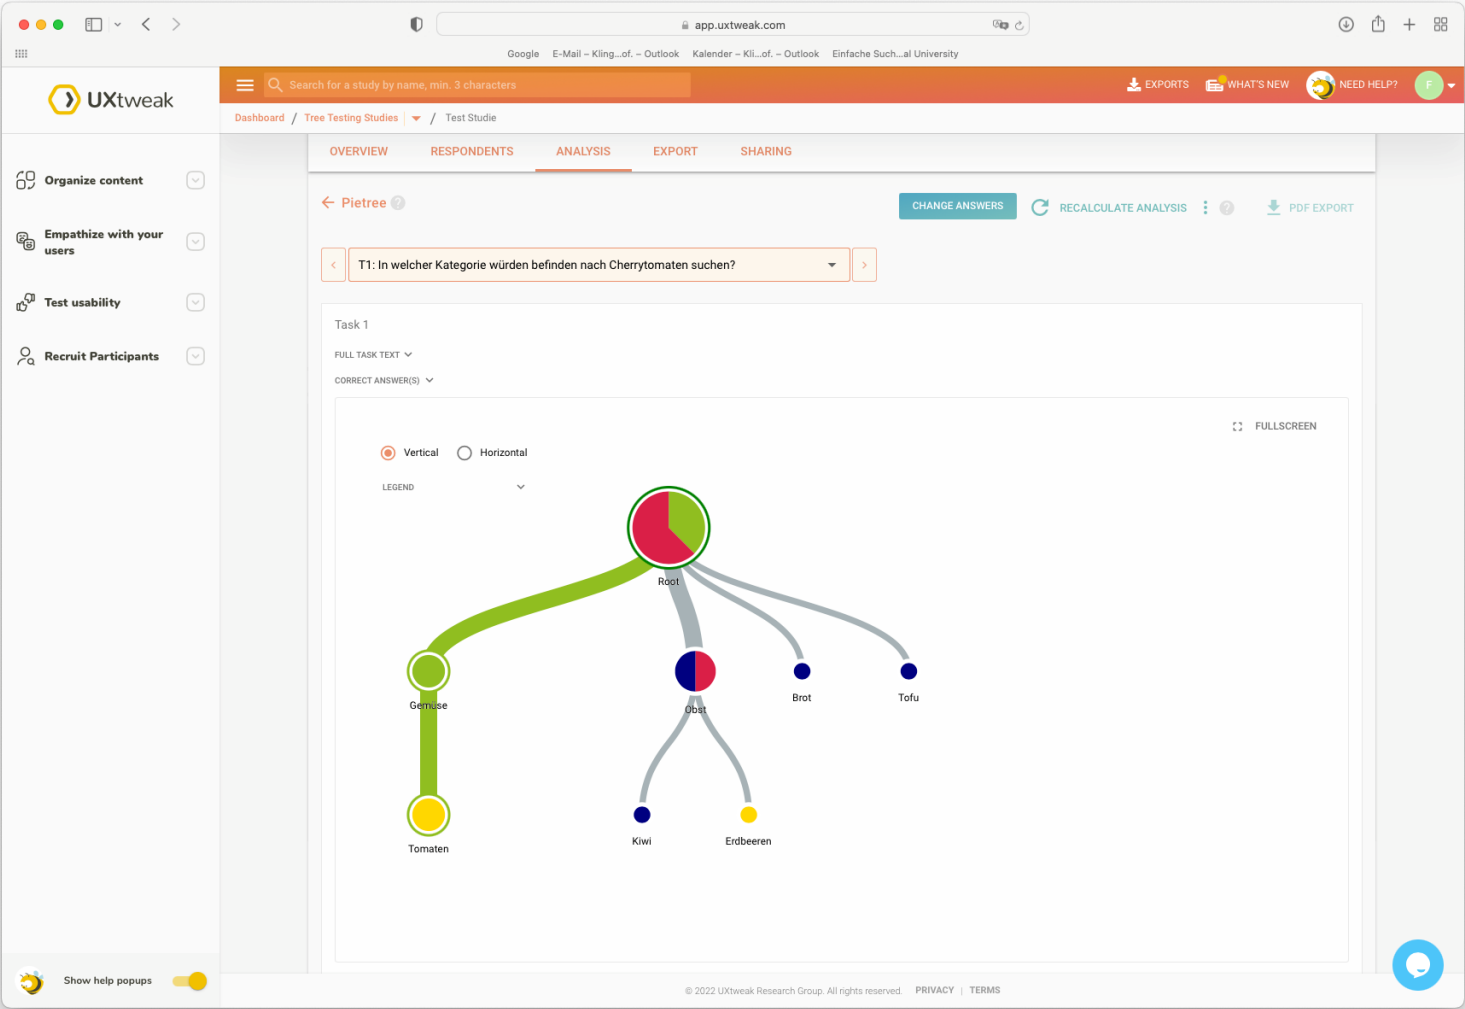 app.uxtweak.com
Google E-Mail – Kling...of. – Outlook Kalender – Kli...of. – Outlook Einfache Such...al University
UXtweak
Search for a study by name, min. 3 characters
EXPORTS WHAT'S NEW NEED HELP? F
Dashboard / Tree Testing Studies / Test Studie
OVERVIEW RESPONDENTS ANALYSIS EXPORT SHARING
Organize content
Empathize with your
users
Test usability
Recruit Participants
Pietree ?
CHANGE ANSWERS RECALCULATE ANALYSIS ? PDF EXPORT
T1: In welcher Kategorie würden befinden nach Cherrytomaten suchen?
Task 1
FULL TASK TEXT
CORRECT ANSWER(S)
FULLSCREEN
Vertical Horizontal
LEGEND
Root
Gemüse
Obst
Brot
Tofu
Tomaten
Kiwi
Erdbeeren
Show help popups
© 2022 UXtweak Research Group. All rights reserved. PRIVACY | TERMS